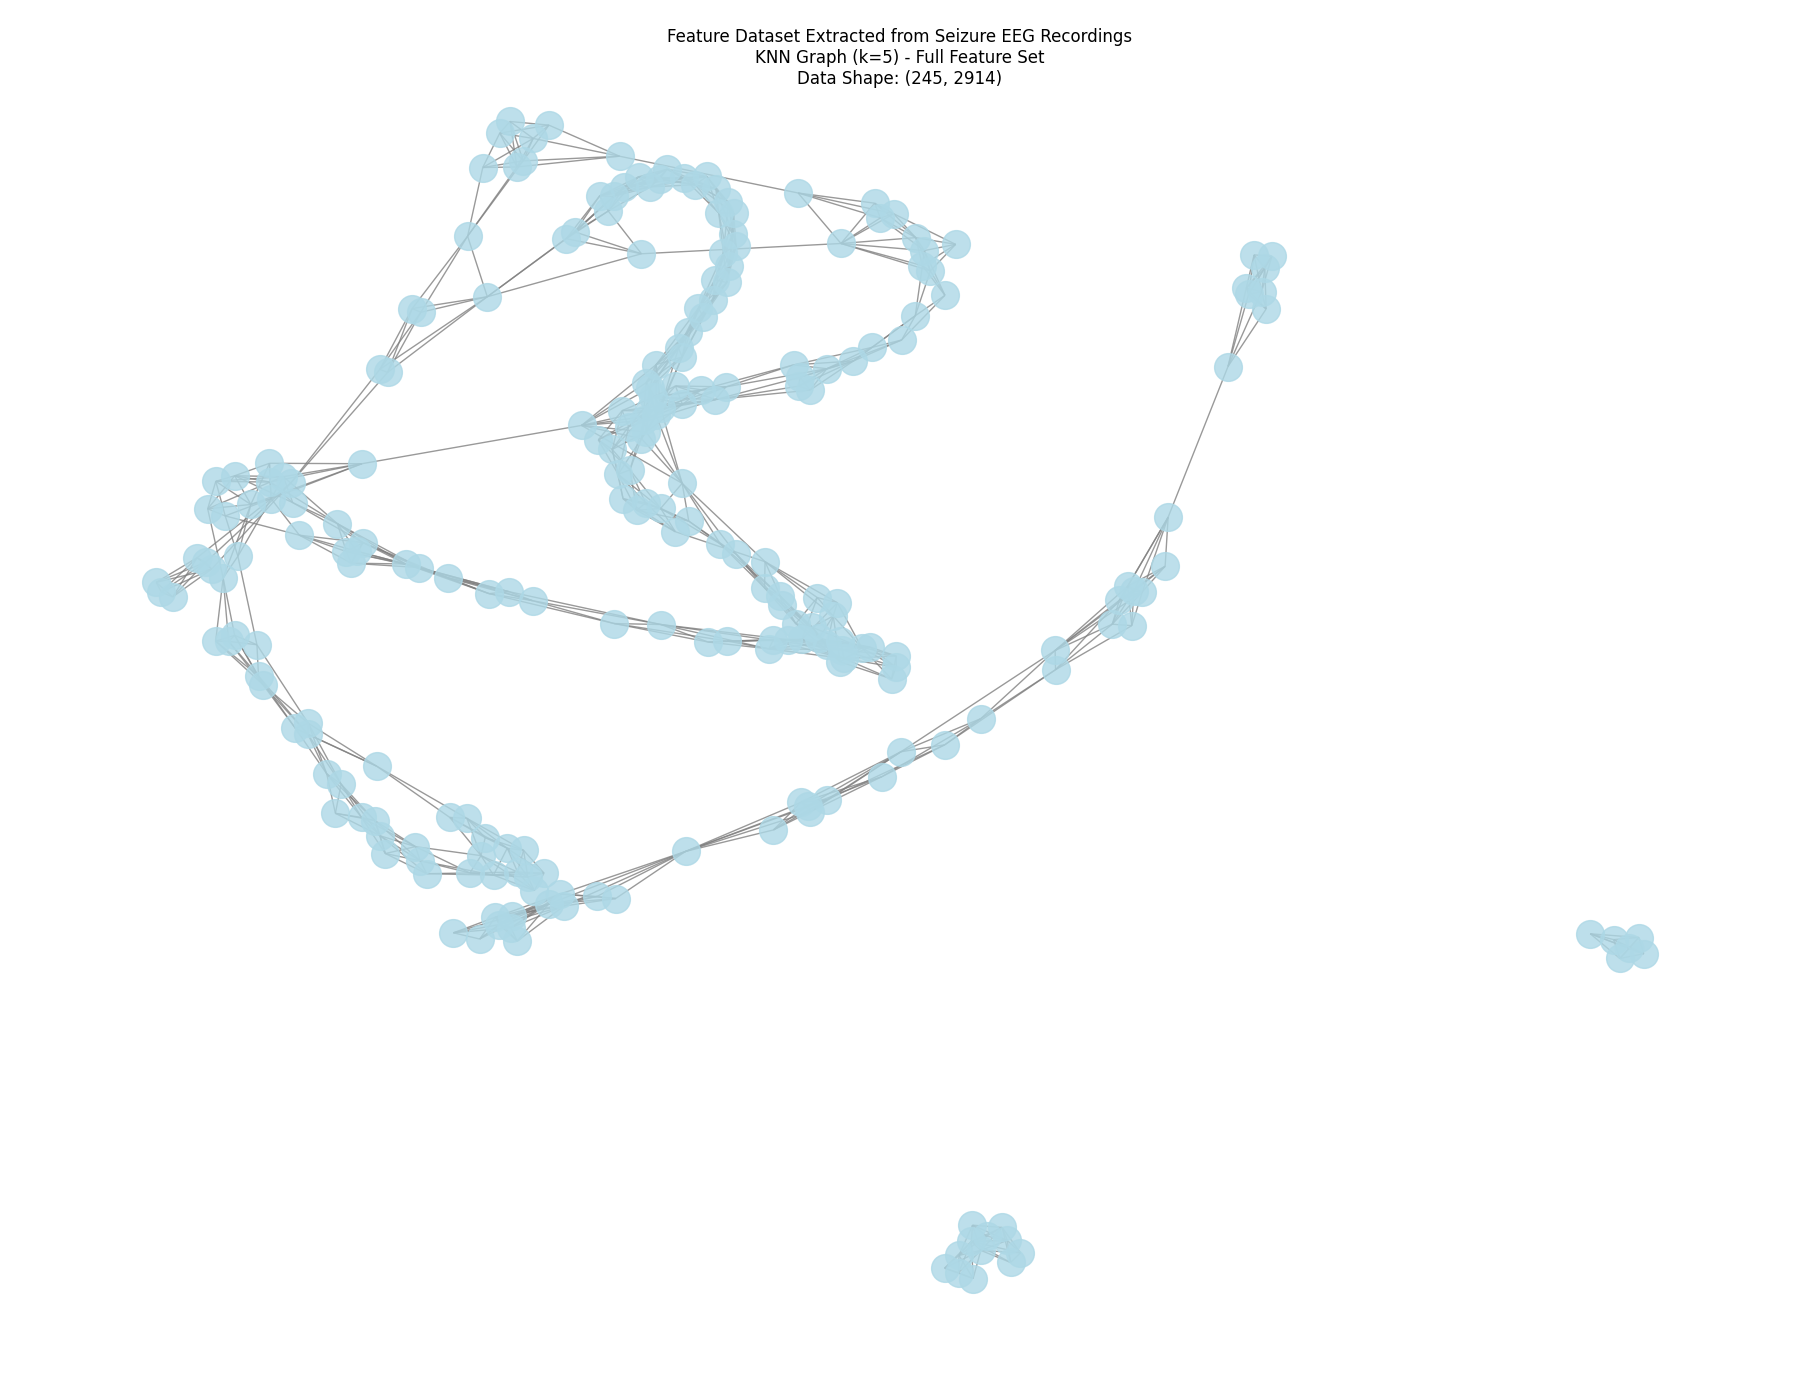 Feature Dataset Extracted from Seizure EEG Recordings
KNN Graph (k=5) - Full Feature Set
Data Shape: (245, 2914)